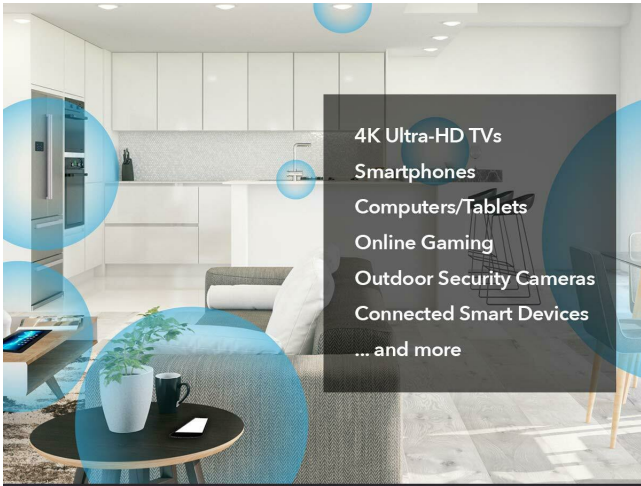 4K Ultra-HD TVs
Smartphones
Computers/Tablets
Online Gaming
Outdoor Security Cameras
Connected Smart Devices
... and more